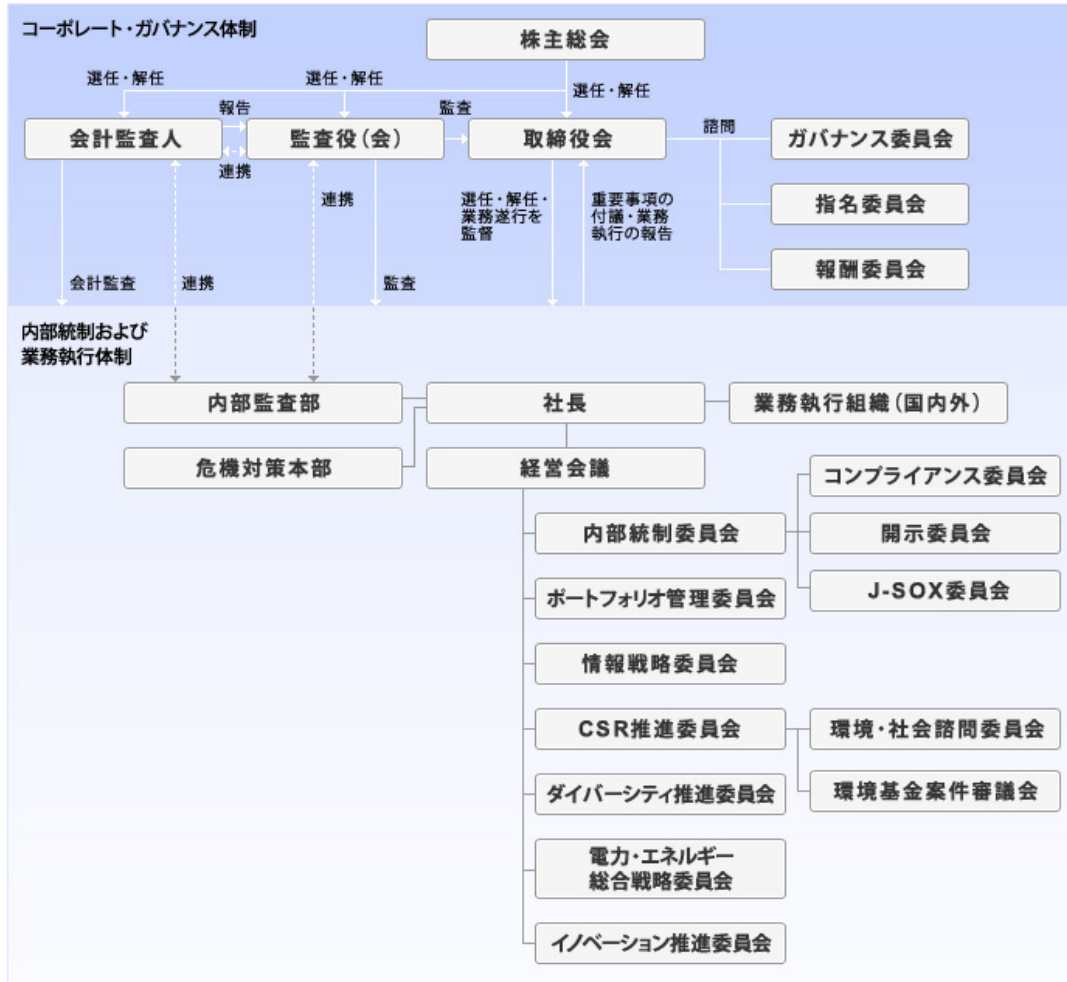 コーポレート・ガバナンス体制
株主総会
選任・解任
選任・解任
選任・解任
報告
監査
会計監査人
監査役（会）
取締役会
諮問
ガバナンス委員会
連携
連携
選任・解任・
業務遂行を
監督
重要事項の
付議・業務
執行の報告
指名委員会
報酬委員会
会計監査
連携
監査
内部統制および
業務執行体制
内部監査部
社長
業務執行組織（国内外）
危機対策本部
経営会議
コンプライアンス委員会
内部統制委員会
開示委員会
J-SOX委員会
ポートフォリオ管理委員会
情報戦略委員会
CSR推進委員会
環境・社会諮問委員会
ダイバーシティ推進委員会
環境基金案件審議会
電力・エネルギー
総合戦略委員会
イノベーション推進委員会